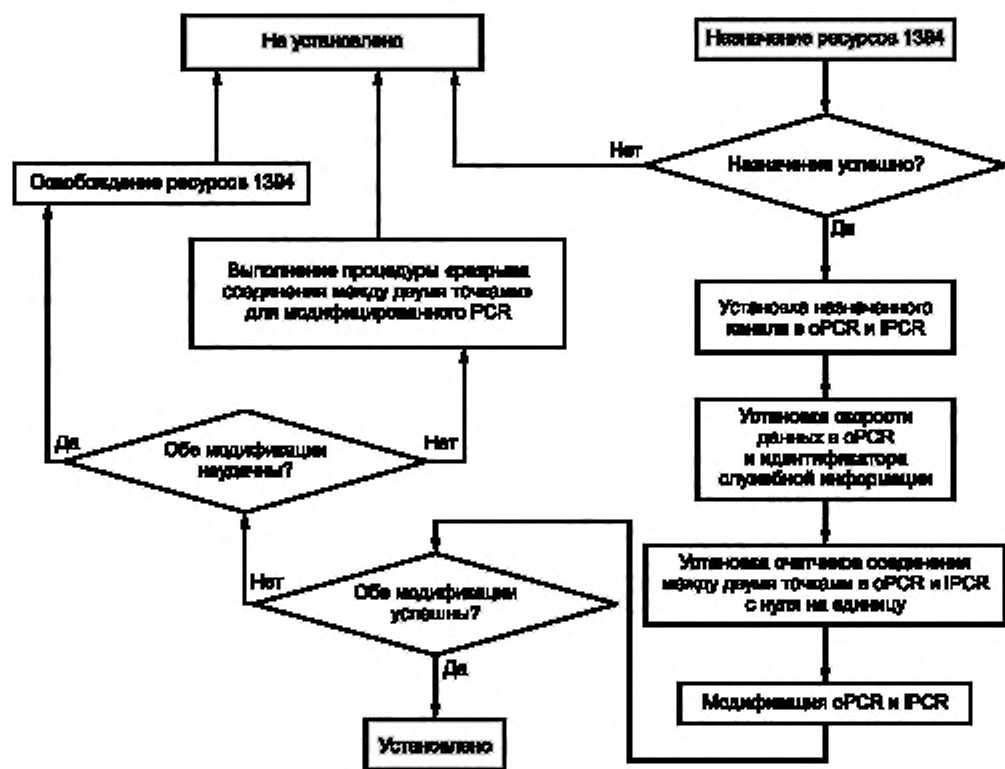 Не установлено
Назначение ресурсов 1394
Нет
Назначение успешно?
Освобождение ресурсов 1394
Да
Выполнение процедуры «разрыва
соединения между двумя точками»
для модифицированного PCR
Установка назначенного
канала в oPCR и iPCR
Установка скорости
данных в oPCR
и идентификатора
служебной информации
Да
Обе модификации
неудачны?
Нет
Установка счетчиков соединения
между двумя точками в oPCR и iPCR
с нуля на единицу
Нет
Обе модификации
успешны?
Да
Модификация oPCR и iPCR
Установлено